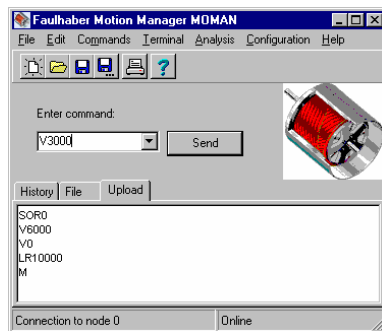 Faulhaber Motion Manager MOMAN
File Edit Commands Terminal Analysis Configuration Help
Enter command:
V3000
Send
History File Upload
SOR0
V6000
V0
LR10000
M
Connection to node 0 Online